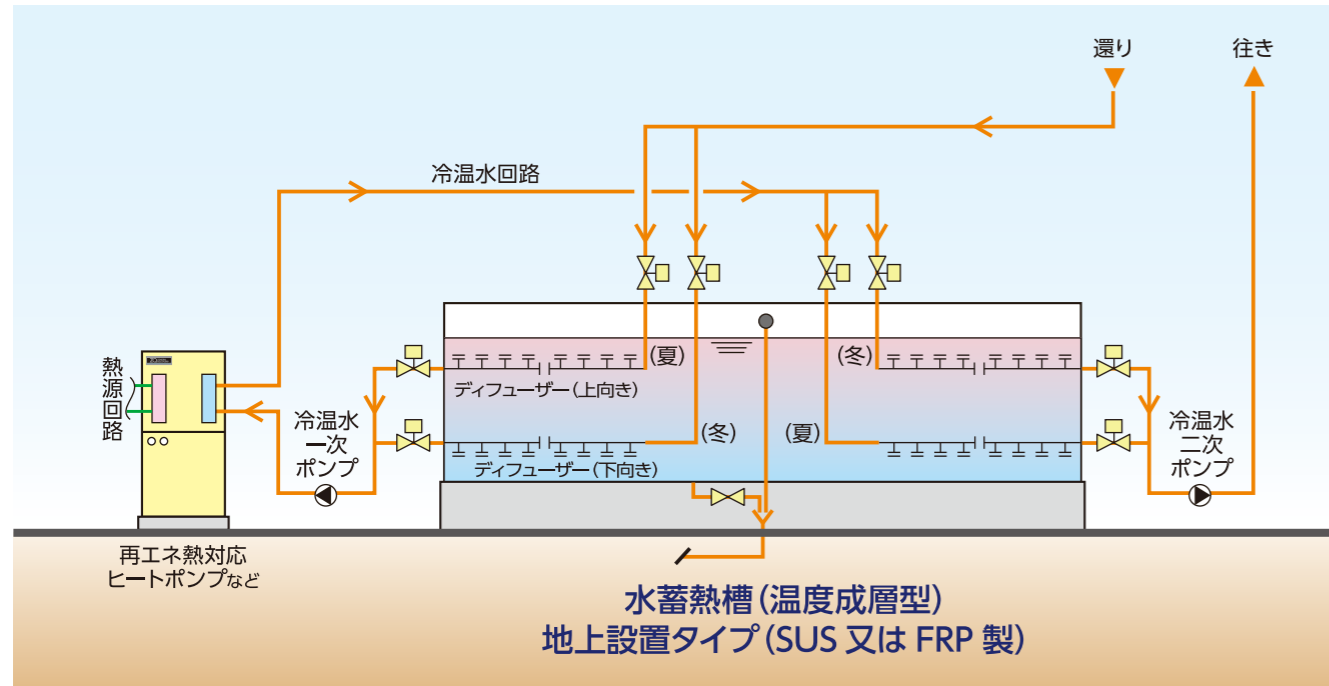 還り
往き
冷温水回路
(夏)
(冬)
ディフューザー(上向き)
熱源回路
冷温水
一次
ポンプ
(冬)
(夏)
冷温水
二次
ポンプ
ディフューザー(下向き)
再エネ熱対応
ヒートポンプなど
水蓄熱槽(温度成層型)
地上設置タイプ(SUS 又は FRP 製)